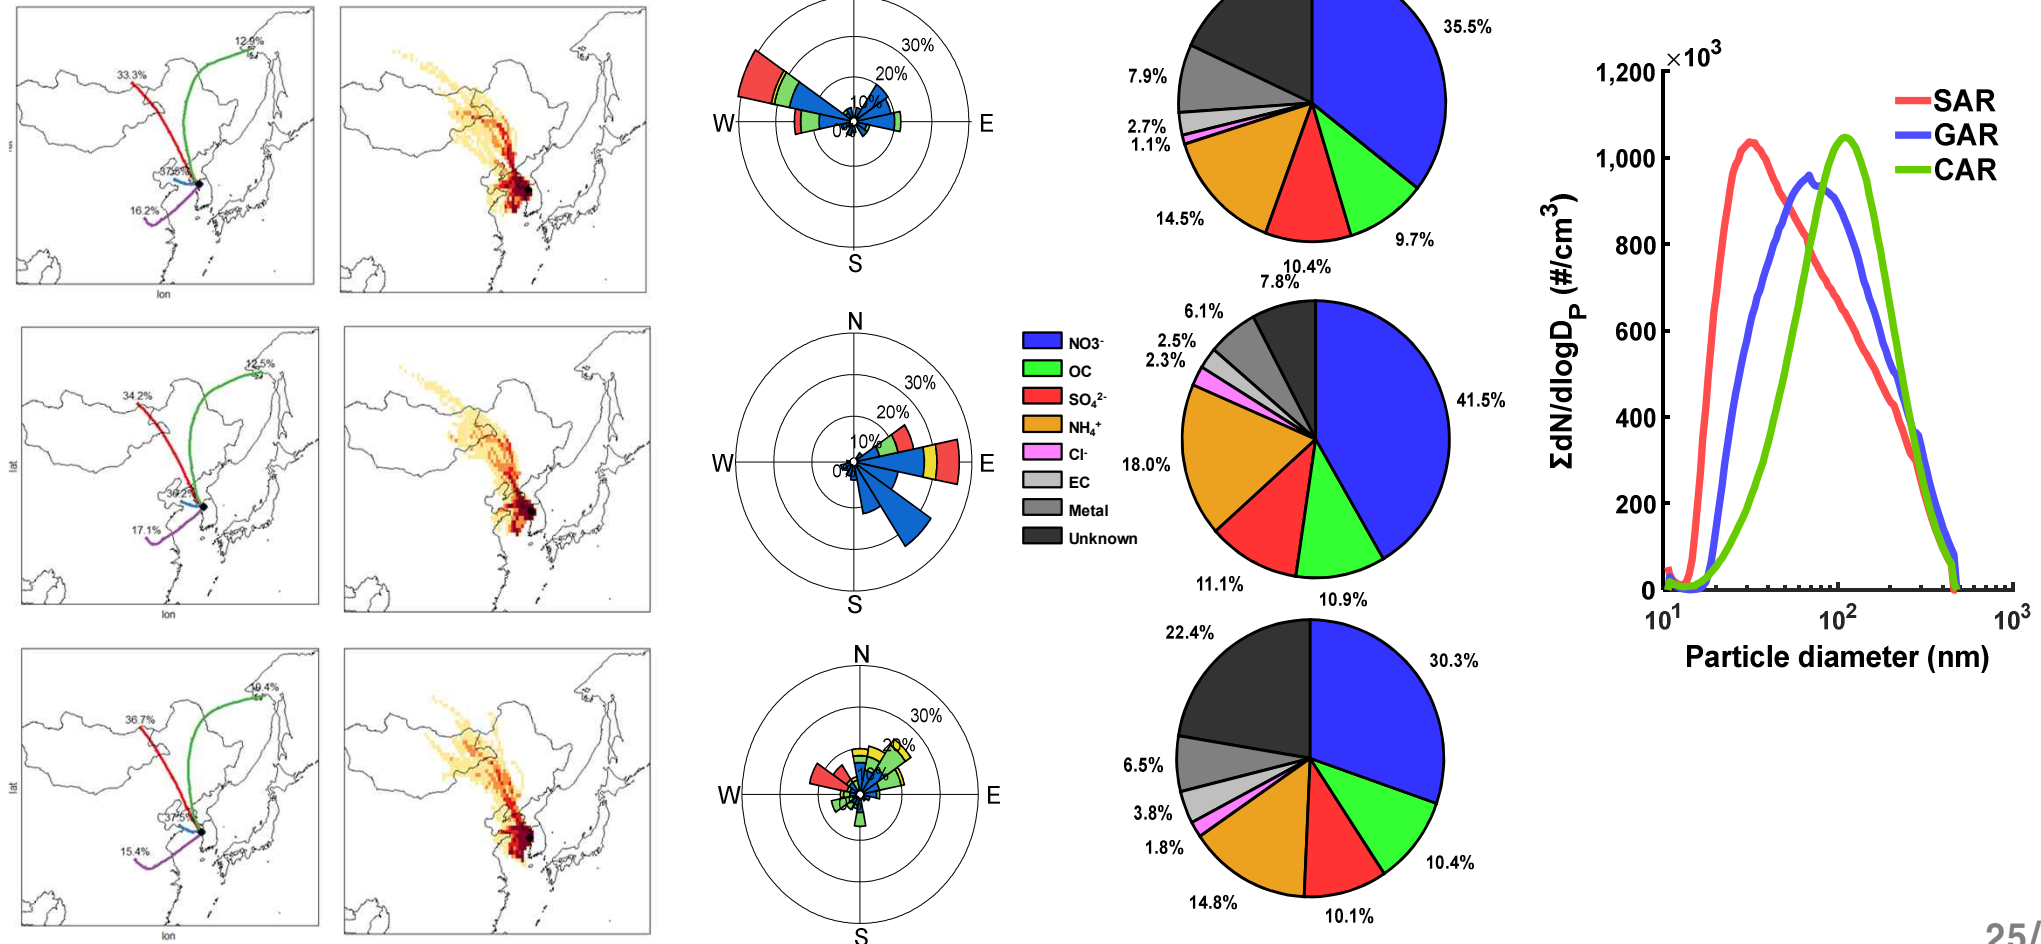 12.9%
33.3%
16.2%
lon
30%
20%
10%
0%
W
E
S
35.5%
7.9%
2.7%
1.1%
14.5%
10.4%
9.7%
12.5%
34.2%
36.2%
17.1%
lat
lon
N
30%
20%
10%
0%
W
E
S
NO3-
OC
SO₄²⁻
NH₄⁺
Cl-
EC
Metal
Unknown
7.8%
6.1%
2.5%
2.3%
41.5%
18.0%
11.1%
10.9%
36.7%
37.5%
15.4%
lat
lon
N
30%
20%
10%
W
E
S
22.4%
30.3%
6.5%
3.8%
1.8%
14.8%
10.1%
10.4%
×10³
1,200
1,000
800
600
400
200
0
ΣdN/dlogD_P (#/cm³)
SAR
GAR
CAR
10¹
10²
10³
Particle diameter (nm)
25/